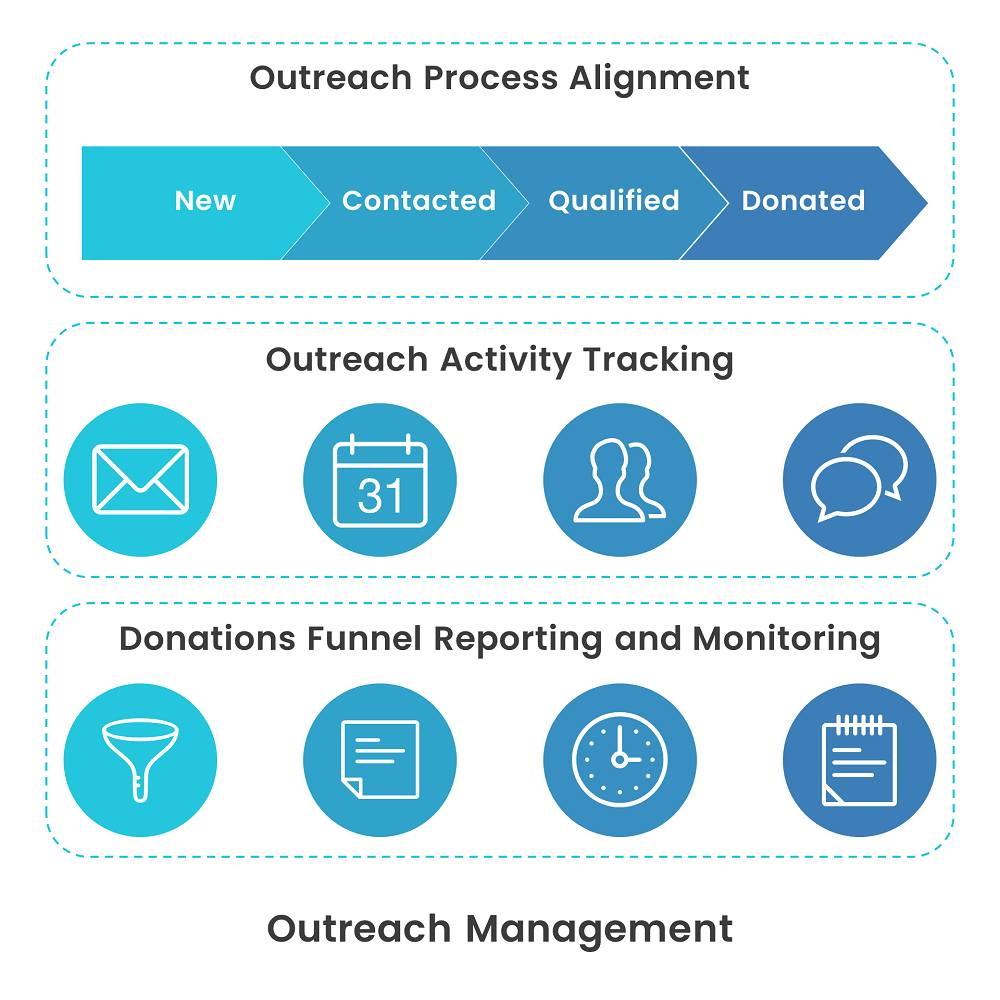 Outreach Process Alignment
New
Contacted
Qualified
Donated
Outreach Activity Tracking
31
Donations Funnel Reporting and Monitoring
Outreach Management